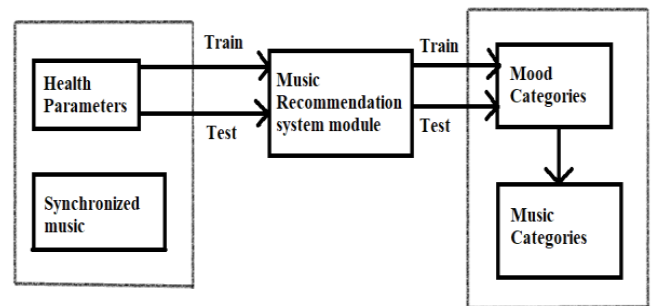 Train
Train
Health
Parameters
Music
Recommendation
system module
Mood
Categories
Test
Test
Synchronized
music
Music
Categories